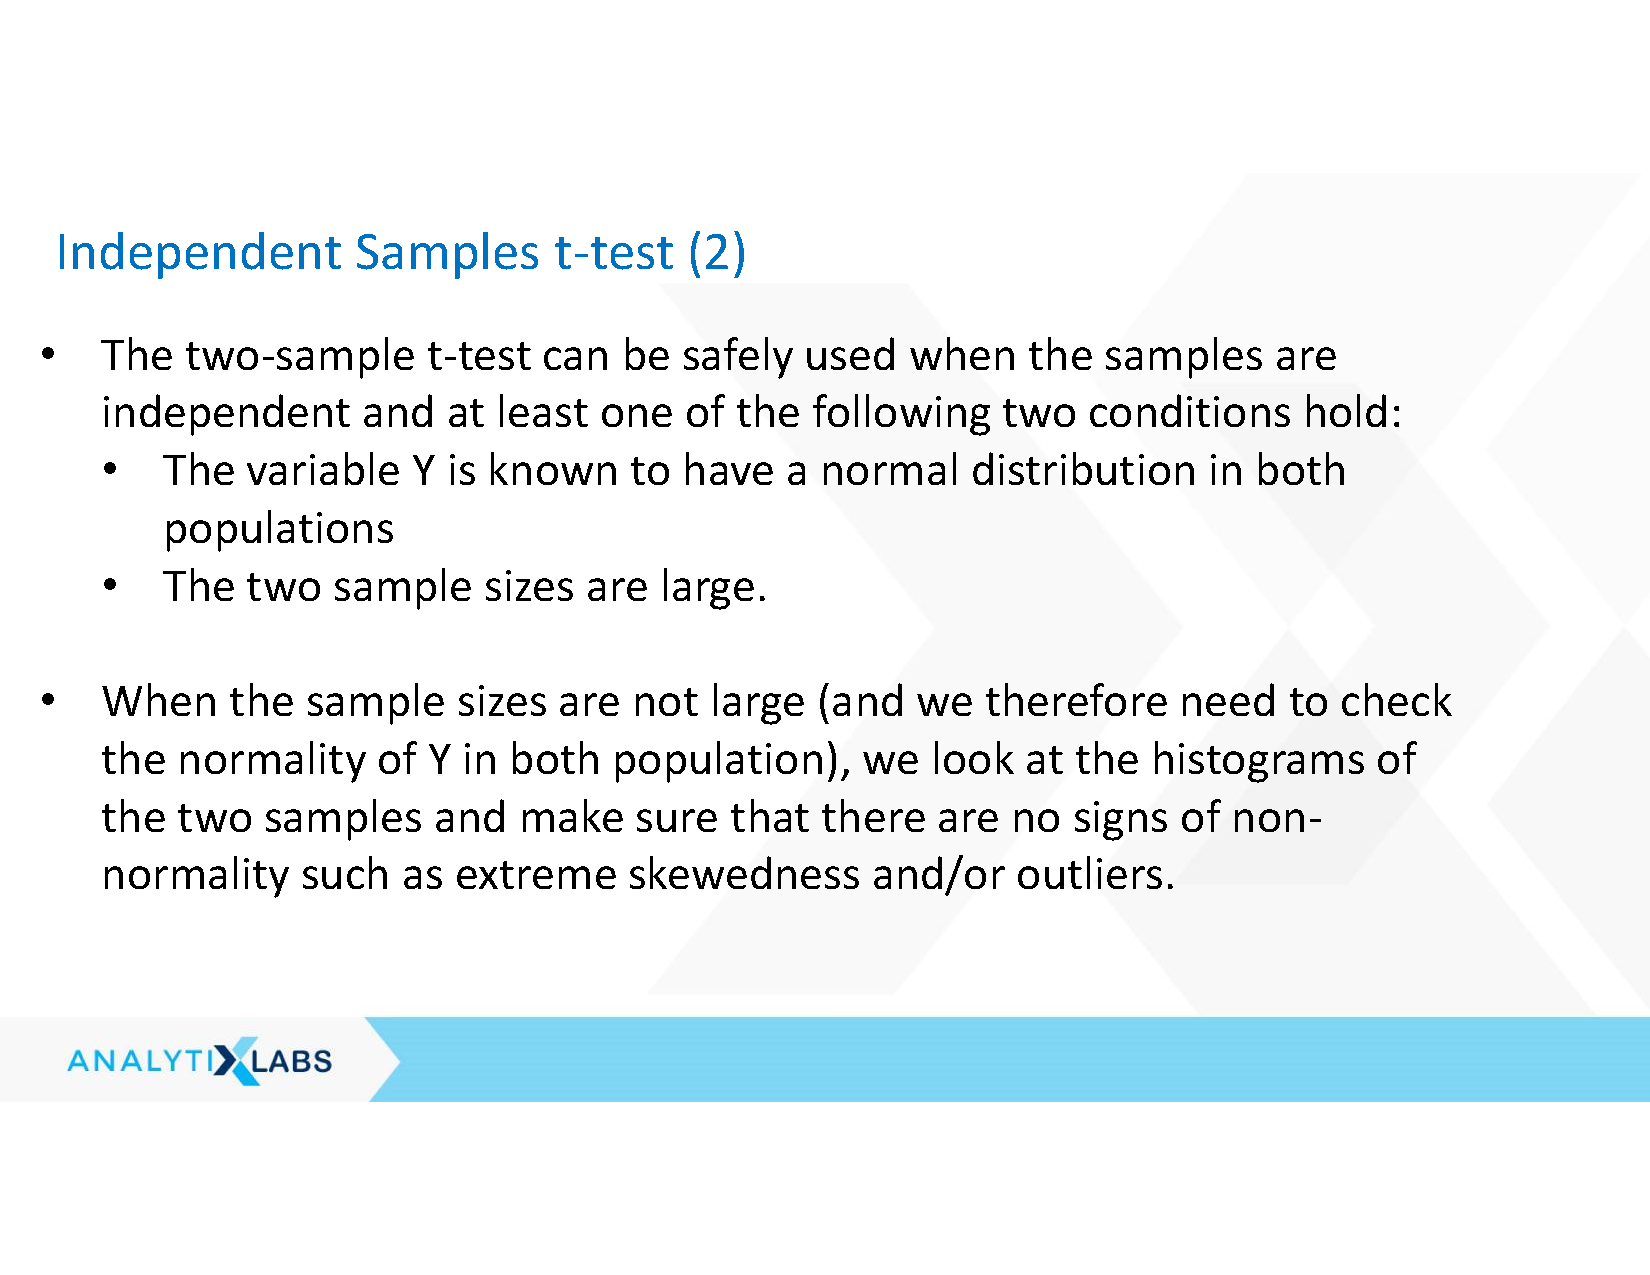 Independent Samples t-test (2)
• The two-sample t-test can be safely used when the samples are
independent and at least one of the following two conditions hold:
• The variable Y is known to have a normal distribution in both
populations
• The two sample sizes are large.
• When the sample sizes are not large (and we therefore need to check
the normality of Y in both population), we look at the histograms of
the two samples and make sure that there are no signs of non-
normality such as extreme skewedness and/or outliers.
ANALYTIXLABS